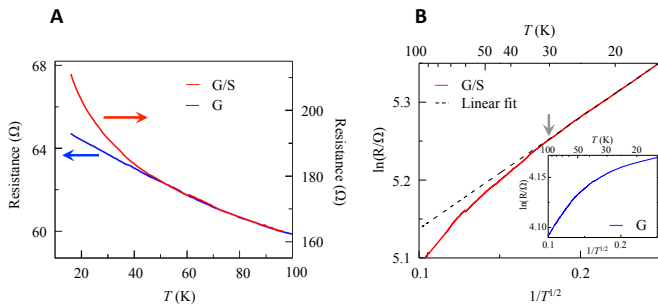 A
B
T (K)
100
50
40
30
20
68
64
60
Resistance (Ω)
G/S
G
210
180
160
Resistance (Ω)
20
40
60
80
100
T (K)
5.3
5.2
5.1
ln(R/Ω)
G/S
Linear fit
T (K)
100
30
20
4.15
4.10
ln(R/Ω)
G
0.1
0.2
1/T^1/2
0.1
0.2
1/T^1/2